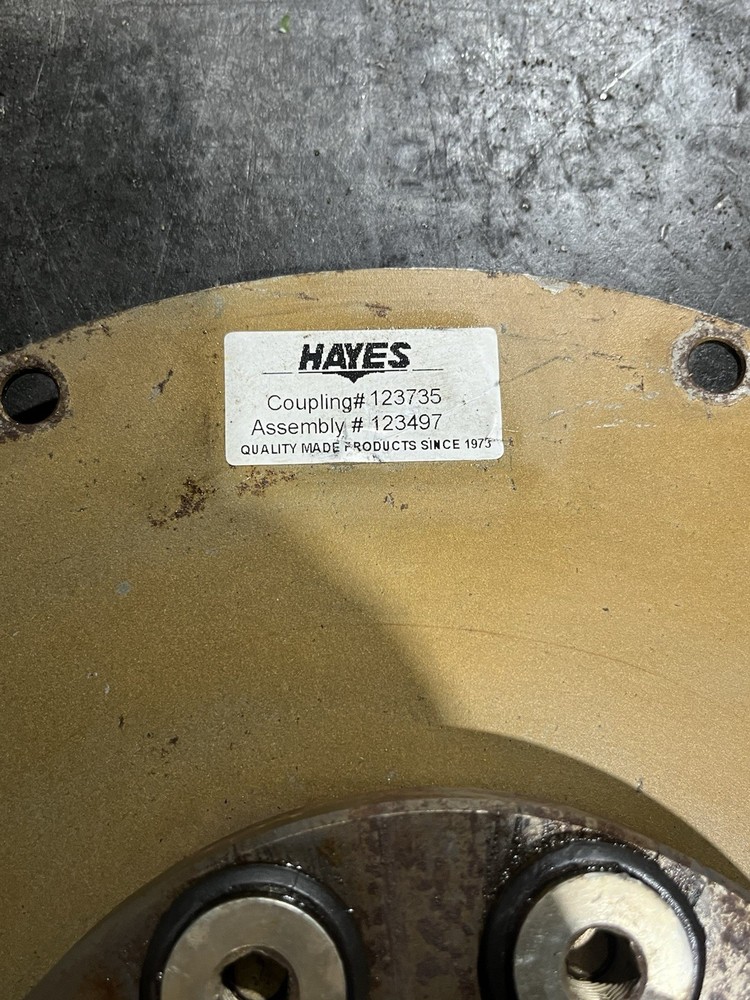 HAYES
Coupling# 123735
Assembly # 123497
QUALITY MADE PRODUCTS SINCE 1973